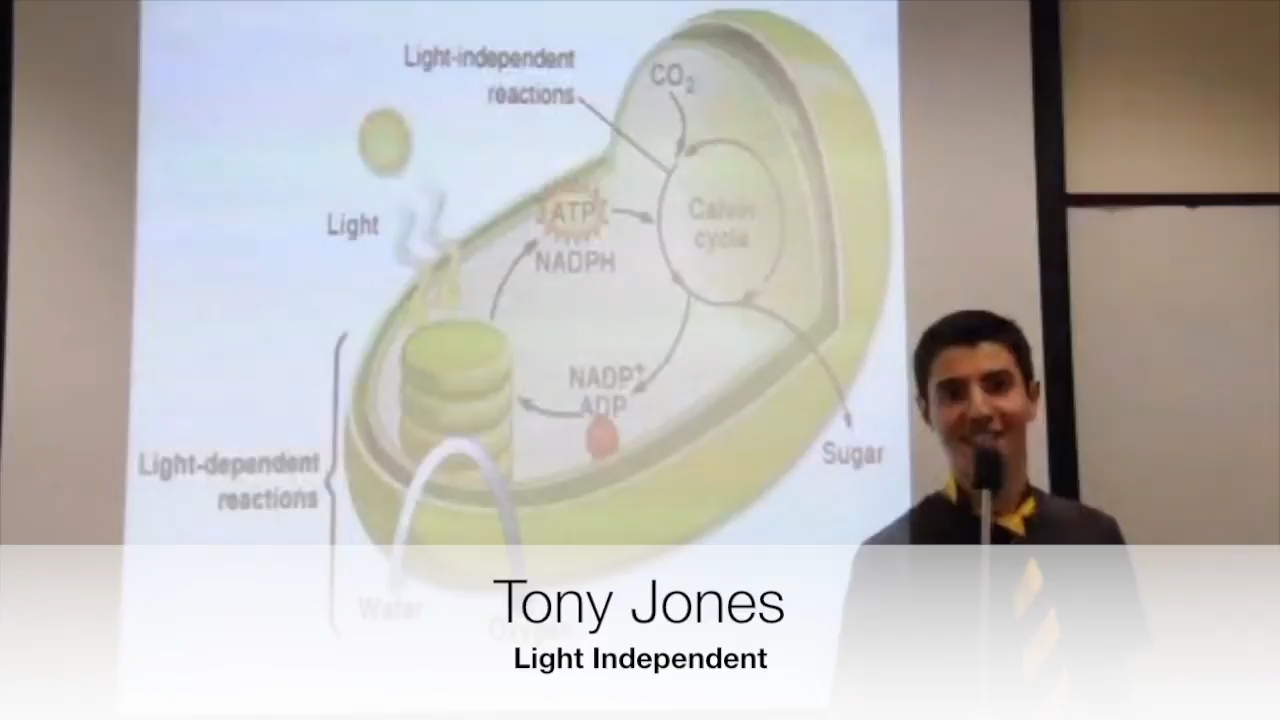 Light-independent
reactions
CO₂
Light
ATP
NADPH
Calvin
cycle
NADP⁺
ADP
Sugar
Light-dependent
reactions
Water
Oxygen
Tony Jones
Light Independent